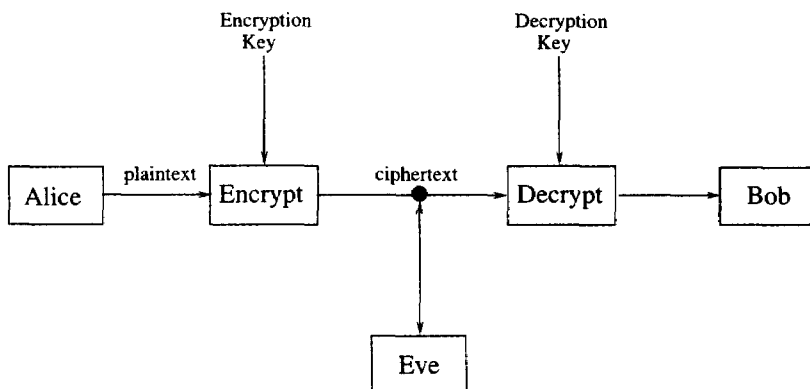 Encryption
Key
Decryption
Key
plaintext
ciphertext
Alice
Encrypt
Decrypt
Bob
Eve